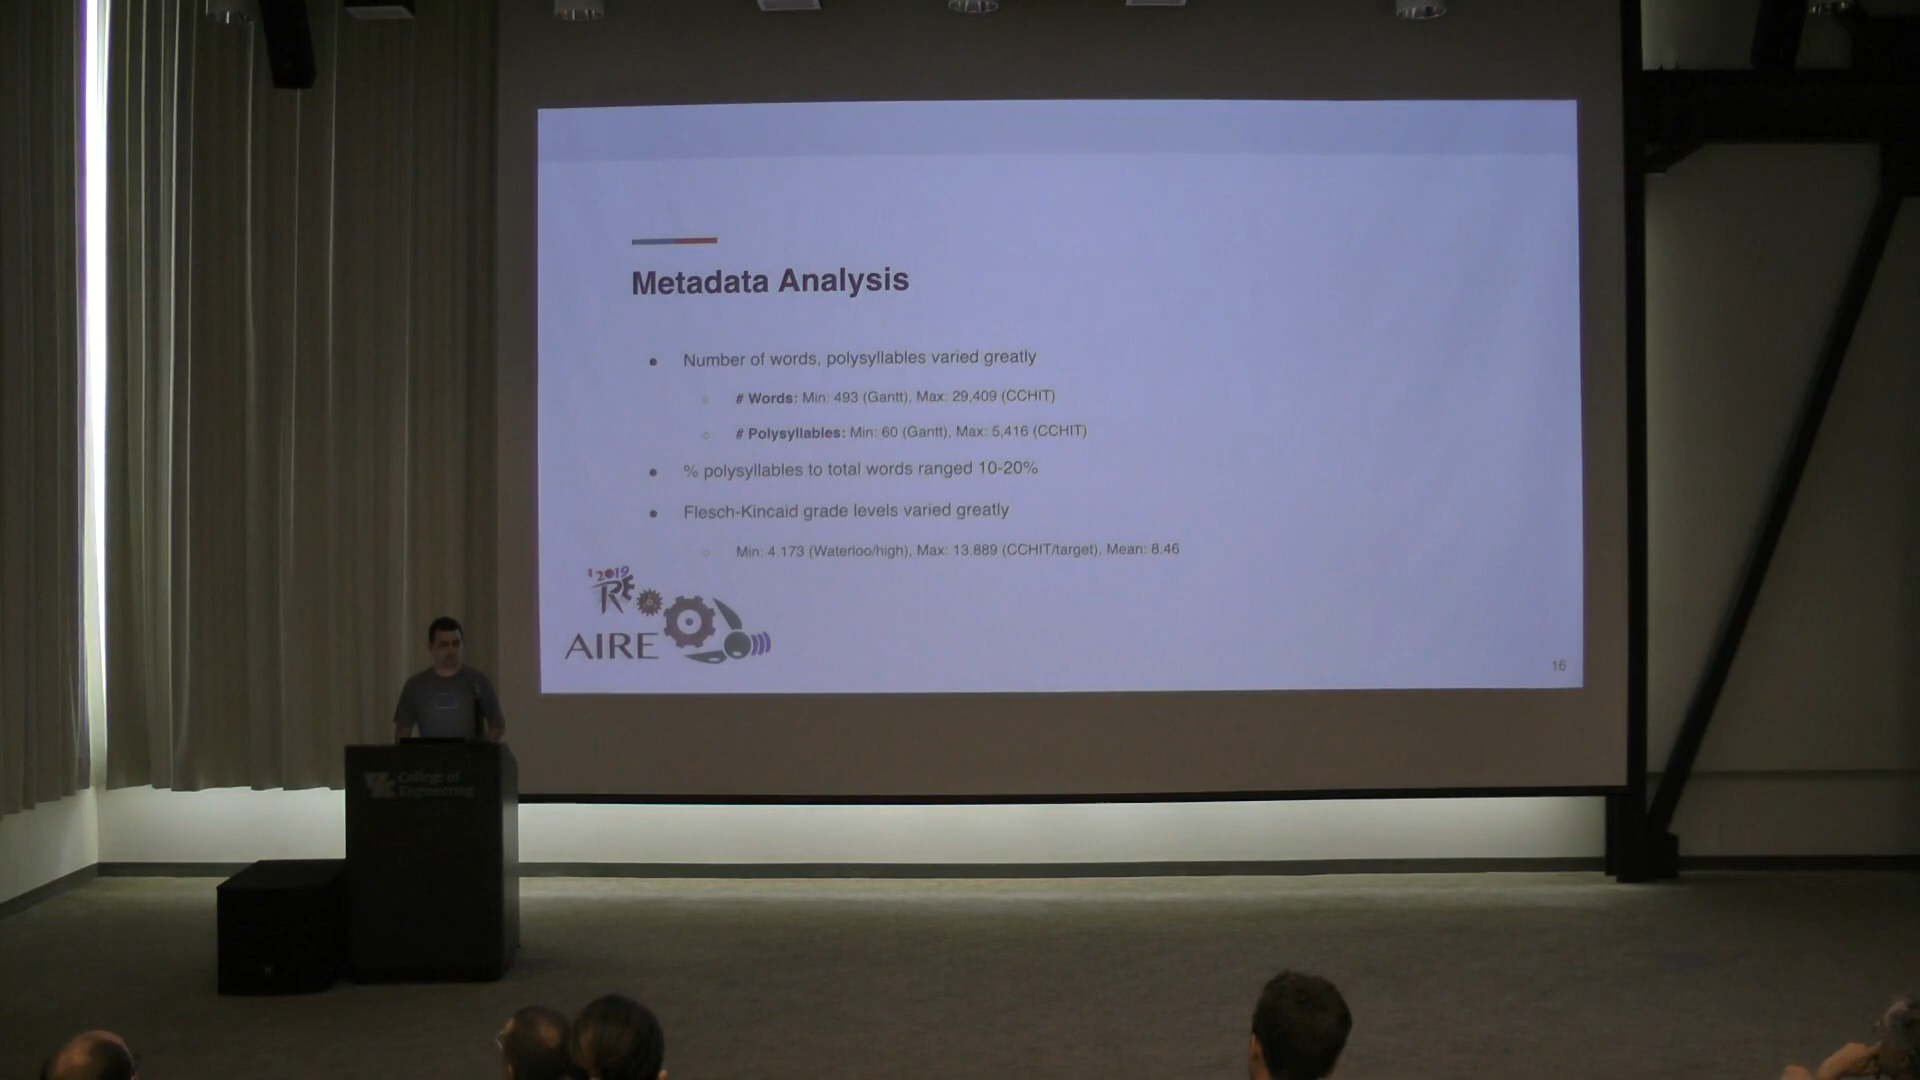 Metadata Analysis
● Number of words, polysyllables varied greatly
○ # Words: Min: 493 (Gantt), Max: 29,409 (CCHIT)
○ # Polysyllables: Min: 60 (Gantt), Max: 5,416 (CCHIT)
● % polysyllables to total words ranged 10-20%
● Flesch-Kincaid grade levels varied greatly
○ Min: 4.173 (Waterloo/high), Max: 13.889 (CCHIT/target), Mean: 8.46
2019
RE
AIRE
16
College of
Engineering